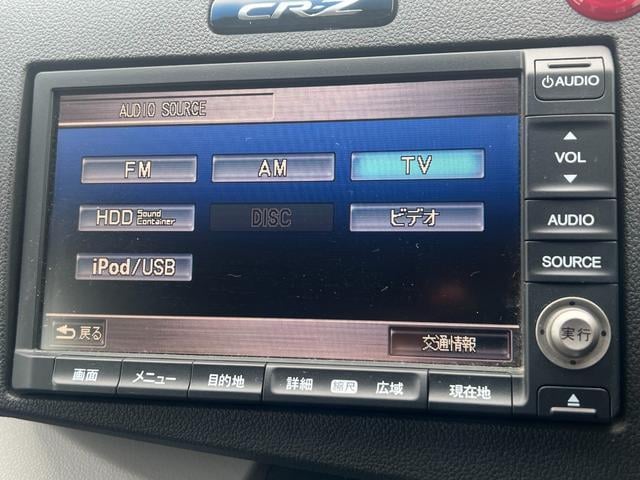 CR-Z
AUDIO SOURCE
FM AM TV
HDD Sound Container DISC ビデオ
iPod/USB
戻る 交通情報
画面 メニュー 目的地 詳細 縮尺 広域 現在地
AUDIO
VOL
AUDIO
SOURCE
実行